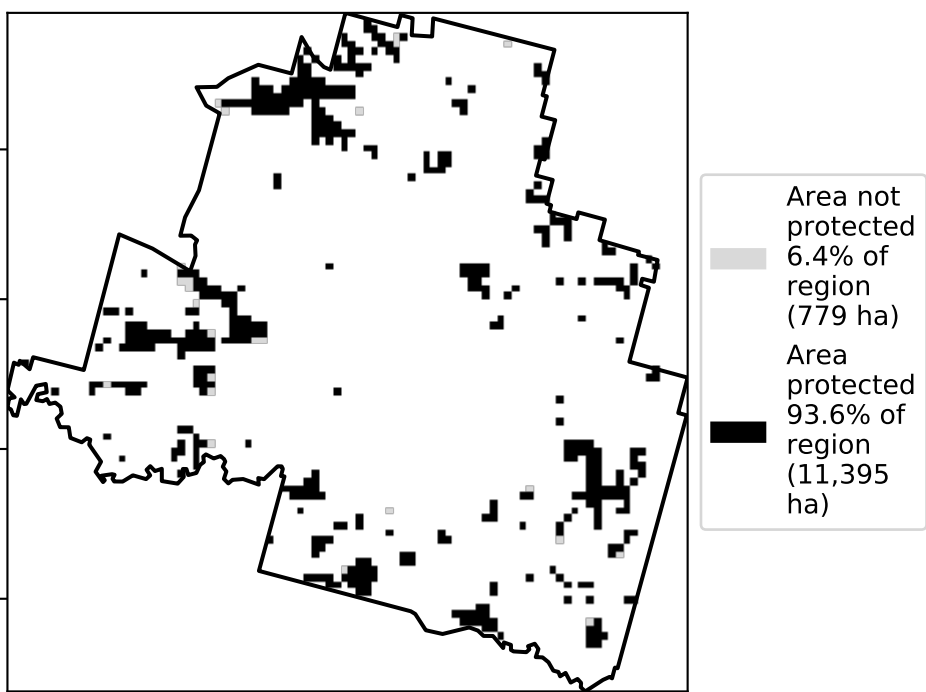 Area not
protected
6.4% of
region
(779 ha)
Area
protected
93.6% of
region
(11,395
ha)